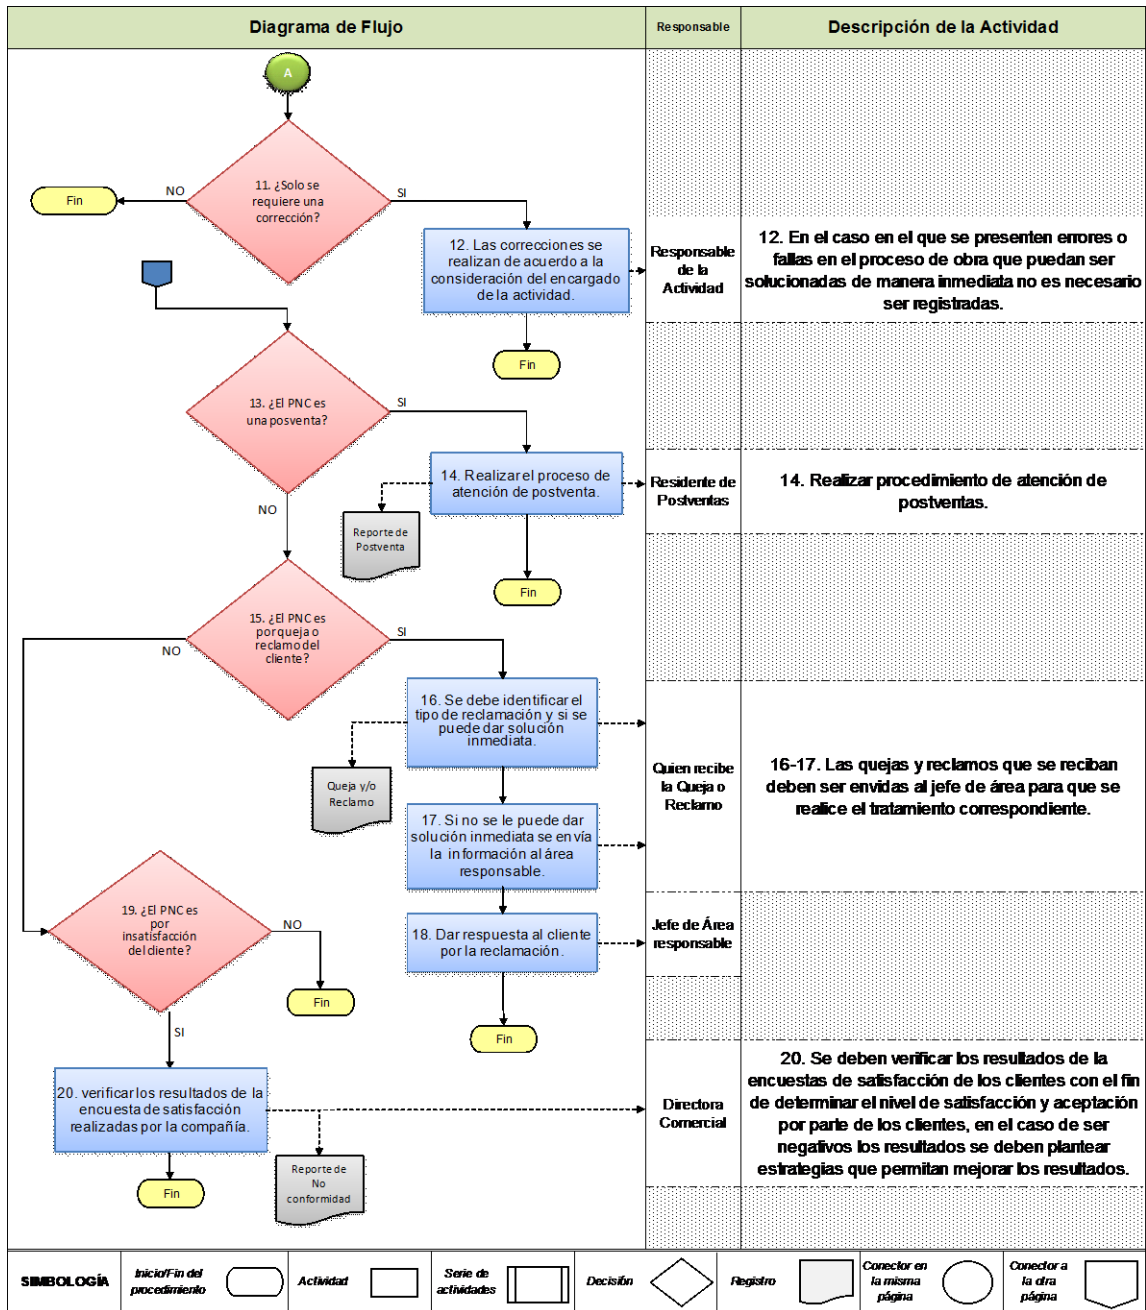 Diagrama de Flujo
Responsable
Descripción de la Actividad
A
11. ¿Solo se
requiere una
corrección?
NO
SI
Fin
12. Las correcciones se
realizan de acuerdo a la
consideración del encargado
de la actividad.
Responsable
de la
Actividad
12. En el caso en el que se presenten errores o
fallas en el proceso de obra que puedan ser
solucionadas de manera inmediata no es necesario
ser registradas.
Fin
13. ¿El PNC es
una posventa?
SI
NO
14. Realizar el proceso de
atención de postventa.
Residente de
Postventas
14. Realizar procedimiento de atención de
postventas.
Reporte de
Postventa
Fin
15. ¿El PNC es
por queja o
reclamo del
cliente?
NO
SI
16. Se debe identificar el
tipo de reclamación y si se
puede dar solución
inmediata.
Queja y/o
Reclamo
Quien recibe
la Queja o
Reclamo
16-17. Las quejas y reclamos que se reciban
deben ser envidas al jefe de área para que se
realice el tratamiento correspondiente.
17. Si no se le puede dar
solución inmediata se envía
la información al área
responsable.
18. Dar respuesta al cliente
por la reclamación.
Jefe de Área
responsable
Fin
19. ¿El PNC es
por
insatisfacción
del cliente?
NO
SI
Fin
20. verificar los resultados de la
encuesta de satisfacción
realizadas por la compañía.
Reporte de
No
conformidad
Fin
Directora
Comercial
20. Se deben verificar los resultados de la
encuestas de satisfacción de los clientes con el fin
de determinar el nivel de satisfacción y aceptación
por parte de los clientes, en el caso de ser
negativos los resultados se deben plantear
estrategias que permitan mejorar los resultados.
SIMBOLOGÍA
Inicio/Fin del
procedimiento
Actividad
Serie de
actividades
Decisión
Registro
Conector en
la misma
página
Conector a
la otra
página